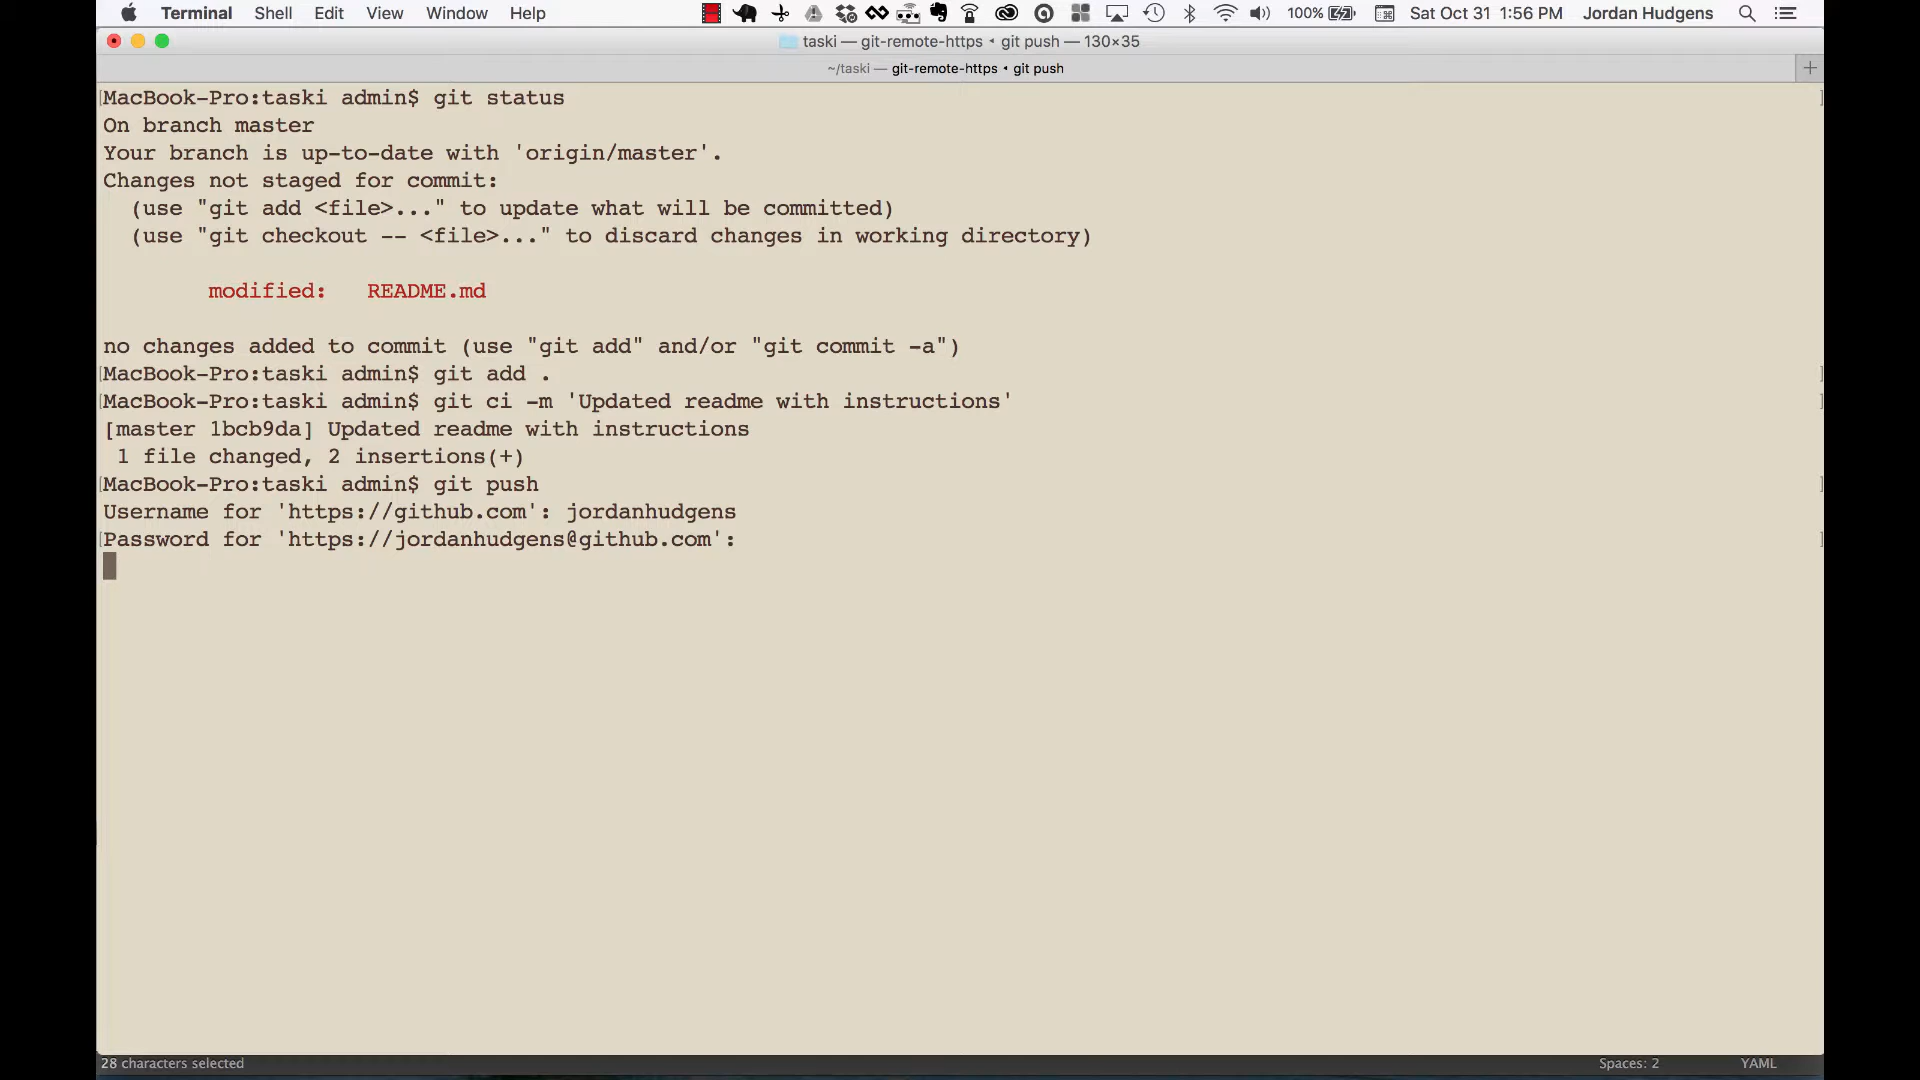 Terminal Shell Edit View Window Help 100% Sat Oct 31 1:56 PM Jordan Hudgens
taski — git-remote-https • git push — 130×35
~/taski — git-remote-https • git push
MacBook-Pro:taski admin$ git status
On branch master
Your branch is up-to-date with 'origin/master'.
Changes not staged for commit:
(use "git add <file>..." to update what will be committed)
(use "git checkout -- <file>..." to discard changes in working directory)
modified: README.md
no changes added to commit (use "git add" and/or "git commit -a")
MacBook-Pro:taski admin$ git add .
MacBook-Pro:taski admin$ git ci -m 'Updated readme with instructions'
[master 1bcb9da] Updated readme with instructions
1 file changed, 2 insertions(+)
MacBook-Pro:taski admin$ git push
Username for 'https://github.com': jordanhudgens
Password for 'https://jordanhudgens@github.com':
28 characters selected Spaces: 2 YAML